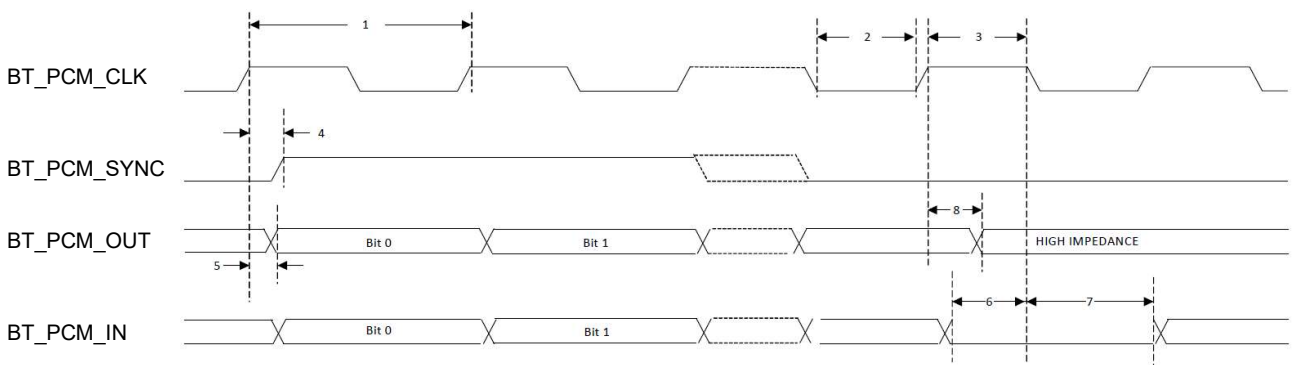 1
2
3
BT_PCM_CLK
4
BT_PCM_SYNC
8
BT_PCM_OUT
Bit 0
Bit 1
HIGH IMPEDANCE
5
6
7
BT_PCM_IN
Bit 0
Bit 1